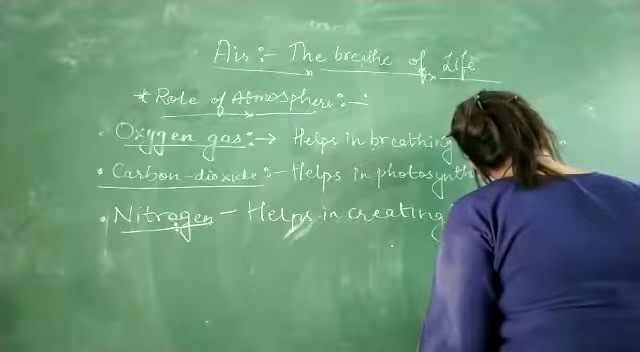 Air:- The breathe of Life
* Role of Atmosphere:-
• Oxygen gas:→ Helps in breathing
• Carbon-dioxide:- Helps in photosynth
• Nitrogen - Helps in creating